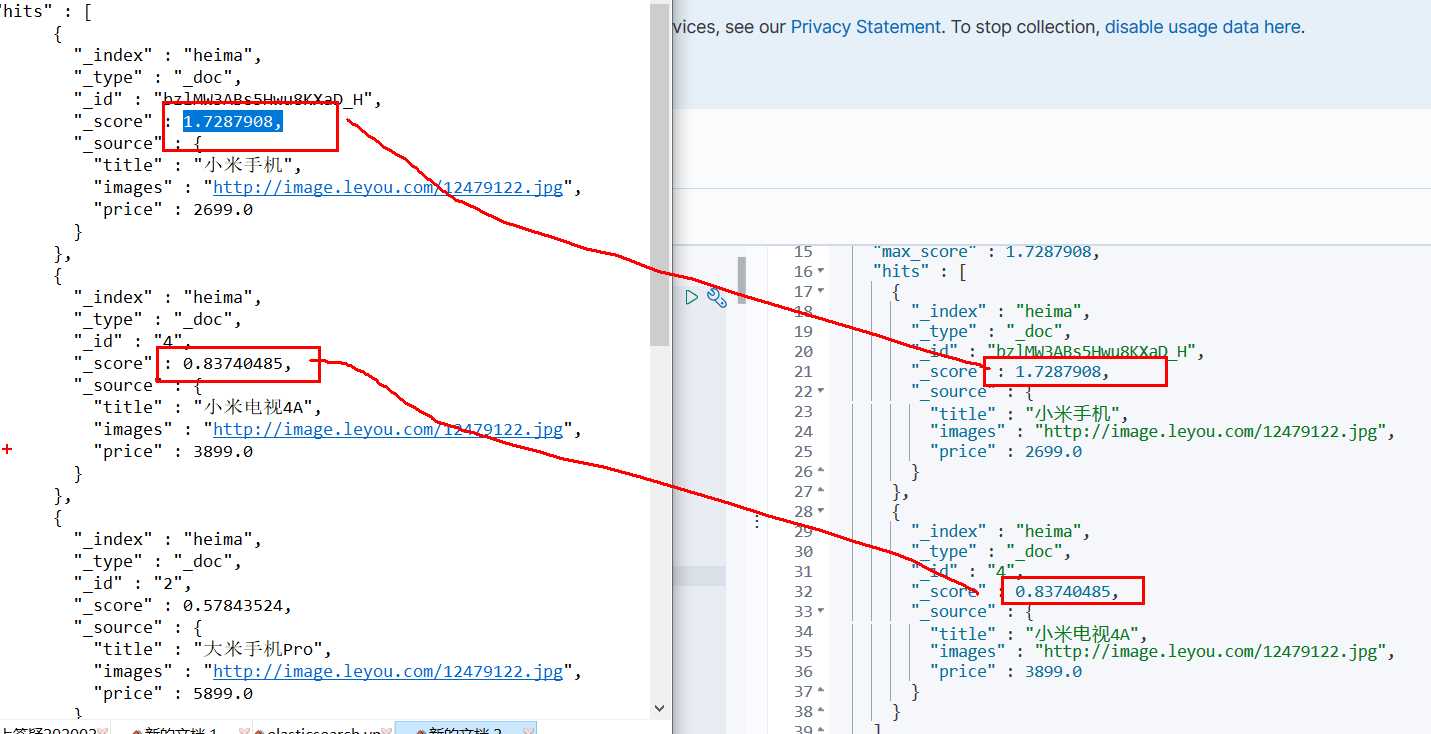 "hits" : [
{
"_index" : "heima",
"_type" : "_doc",
"_id" : "bzlMW3ABs5Hwu8KXaD_H",
"_score" : 1.7287908,
"_source" : {
"title" : "小米手机",
"images" : "http://image.leyou.com/12479122.jpg",
"price" : 2699.0
}
},
{
"_index" : "heima",
"_type" : "_doc",
"_id" : "4",
"_score" : 0.83740485,
"_source" : {
"title" : "小米电视4A",
"images" : "http://image.leyou.com/12479122.jpg",
"price" : 3899.0
}
},
{
"_index" : "heima",
"_type" : "_doc",
"_id" : "2",
"_score" : 0.57843524,
"_source" : {
"title" : "大米手机Pro",
"images" : "http://image.leyou.com/12479122.jpg",
"price" : 5899.0
}
新的文档 1
vices, see our Privacy Statement. To stop collection, disable usage data here.
15 "max_score" : 1.7287908,
16 "hits" : [
17 {
18 "_index" : "heima",
19 "_type" : "_doc",
20 "_id" : "bzlMW3ABs5Hwu8KXaD_H",
21 "_score" : 1.7287908,
22 "_source" : {
23 "title" : "小米手机",
24 "images" : "http://image.leyou.com/12479122.jpg",
25 "price" : 2699.0
26 }
27 },
28 {
29 "_index" : "heima",
30 "_type" : "_doc",
31 "_id" : "4",
32 "_score" : 0.83740485,
33 "_source" : {
34 "title" : "小米电视4A",
35 "images" : "http://image.leyou.com/12479122.jpg",
36 "price" : 3899.0
37 }
38 }
39 ]